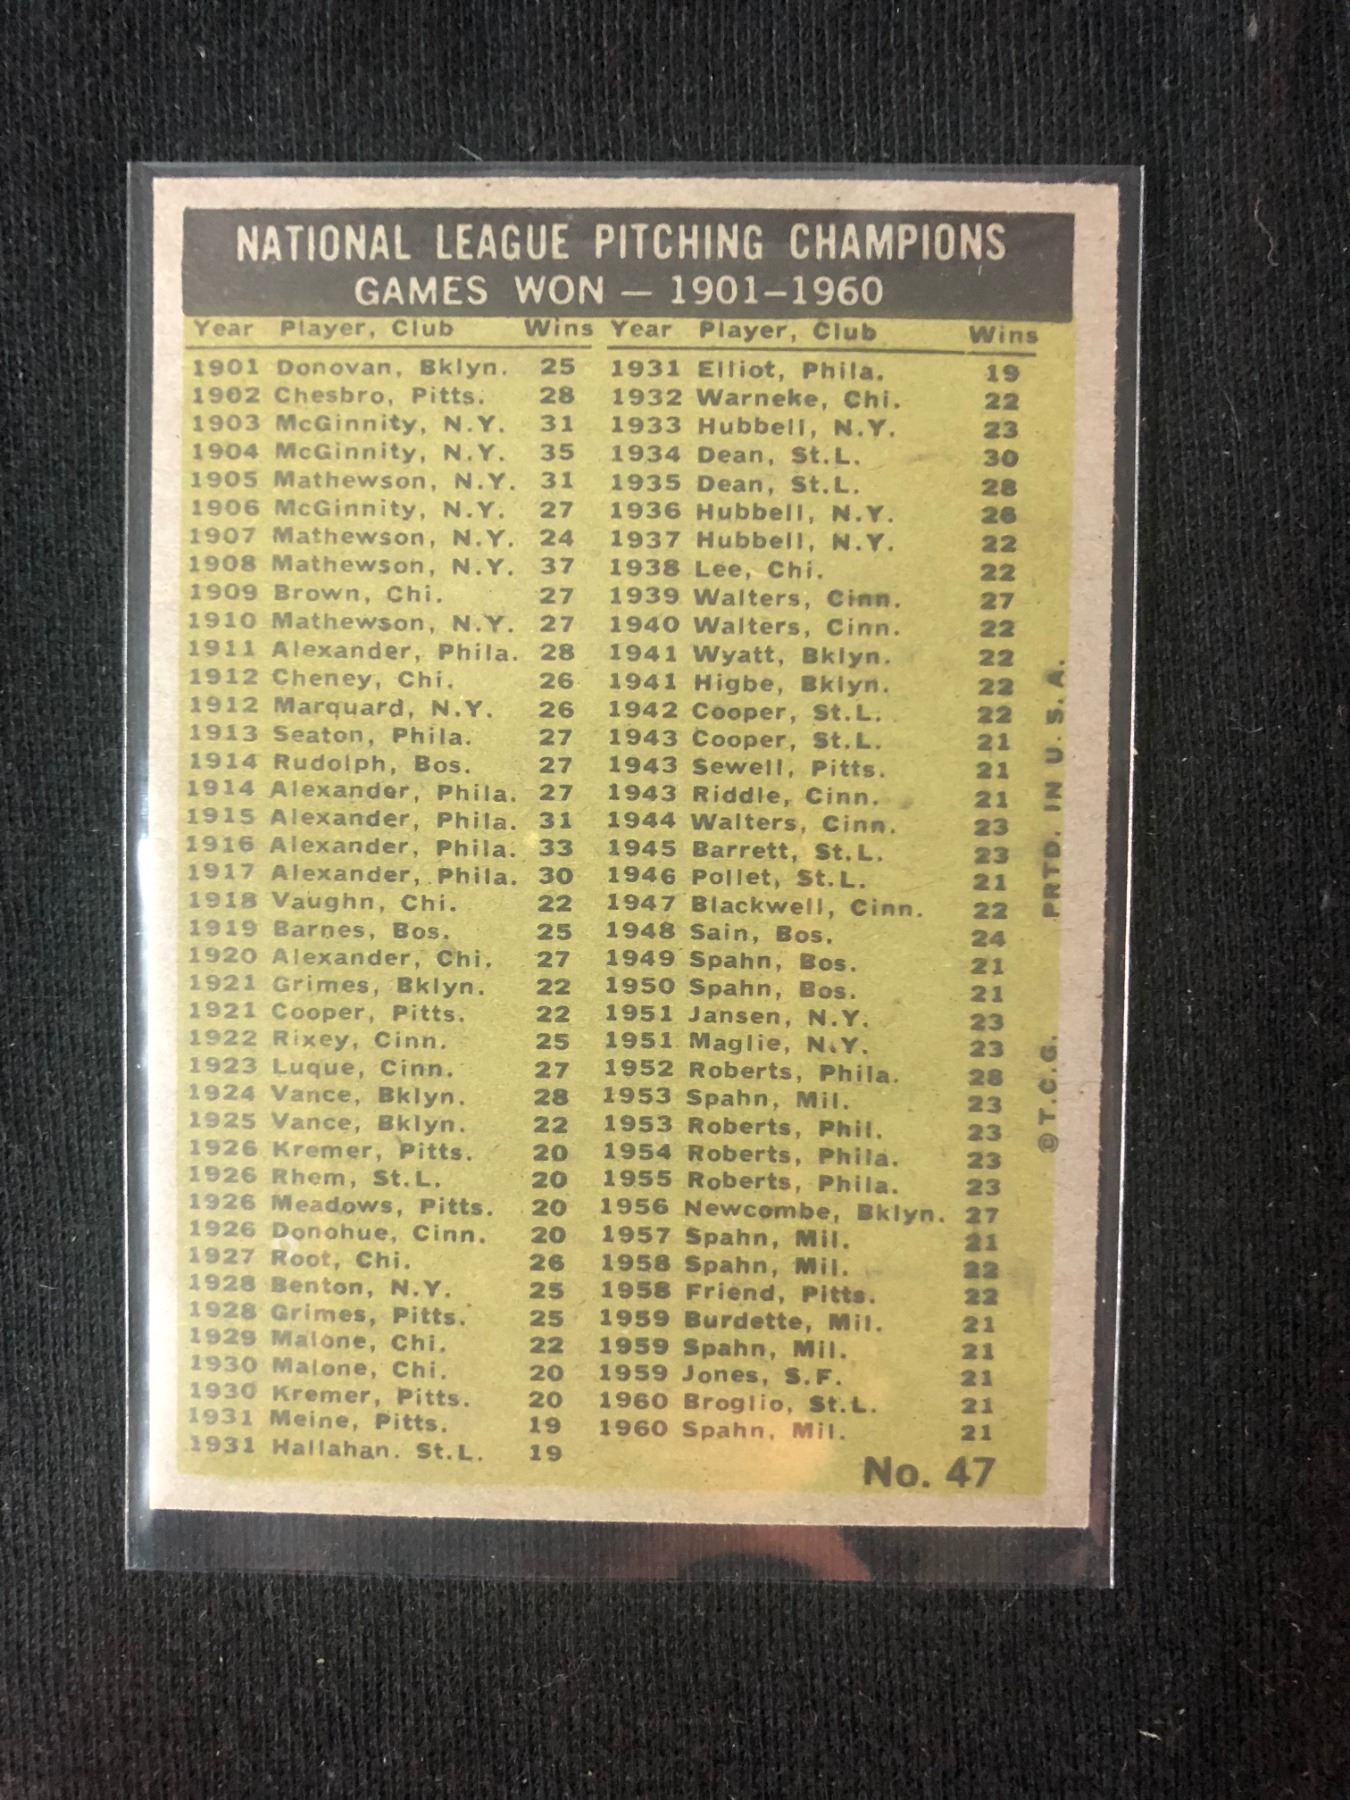 NATIONAL LEAGUE PITCHING CHAMPIONS
GAMES WON — 1901–1960
Year Player, Club Wins
1901 Donovan, Bklyn. 25
1902 Chesbro, Pitts. 28
1903 McGinnity, N.Y. 31
1904 McGinnity, N.Y. 35
1905 Mathewson, N.Y. 31
1906 McGinnity, N.Y. 27
1907 Mathewson, N.Y. 24
1908 Mathewson, N.Y. 37
1909 Brown, Chi. 27
1910 Mathewson, N.Y. 27
1911 Alexander, Phila. 28
1912 Cheney, Chi. 26
1912 Marquard, N.Y. 26
1913 Seaton, Phila. 27
1914 Rudolph, Bos. 27
1914 Alexander, Phila. 27
1915 Alexander, Phila. 31
1916 Alexander, Phila. 33
1917 Alexander, Phila. 30
1918 Vaughn, Chi. 22
1919 Barnes, Bos. 25
1920 Alexander, Chi. 27
1921 Grimes, Bklyn. 22
1921 Cooper, Pitts. 22
1922 Rixey, Cinn. 25
1923 Luque, Cinn. 27
1924 Vance, Bklyn. 28
1925 Vance, Bklyn. 22
1926 Kremer, Pitts. 20
1926 Rhem, St.L. 20
1926 Meadows, Pitts. 20
1926 Donohue, Cinn. 20
1927 Root, Chi. 26
1928 Benton, N.Y. 25
1928 Grimes, Pitts. 25
1929 Malone, Chi. 22
1930 Malone, Chi. 20
1930 Kremer, Pitts. 20
1931 Meine, Pitts. 19
1931 Hallahan. St.L. 19
Year Player, Club Wins
1931 Elliot, Phila. 19
1932 Warneke, Chi. 22
1933 Hubbell, N.Y. 23
1934 Dean, St.L. 30
1935 Dean, St.L. 28
1936 Hubbell, N.Y. 26
1937 Hubbell, N.Y. 22
1938 Lee, Chi. 22
1939 Walters, Cinn. 27
1940 Walters, Cinn. 22
1941 Wyatt, Bklyn. 22
1941 Higbe, Bklyn. 22
1942 Cooper, St.L. 22
1943 Cooper, St.L. 21
1943 Sewell, Pitts. 21
1943 Riddle, Cinn. 21
1944 Walters, Cinn. 23
1945 Barrett, St.L. 23
1946 Pollet, St.L. 21
1947 Blackwell, Cinn. 22
1948 Sain, Bos. 24
1949 Spahn, Bos. 21
1950 Spahn, Bos. 21
1951 Jansen, N.Y. 23
1951 Maglie, N.Y. 23
1952 Roberts, Phila. 28
1953 Spahn, Mil. 23
1953 Roberts, Phil. 23
1954 Roberts, Phila. 23
1955 Roberts, Phila. 23
1956 Newcombe, Bklyn. 27
1957 Spahn, Mil. 21
1958 Spahn, Mil. 22
1958 Friend, Pitts. 22
1959 Burdette, Mil. 21
1959 Spahn, Mil. 21
1959 Jones, S.F. 21
1960 Broglio, St.L. 21
1960 Spahn, Mil. 21
No. 47
© T.C.G. PRTD. IN U.S.A.